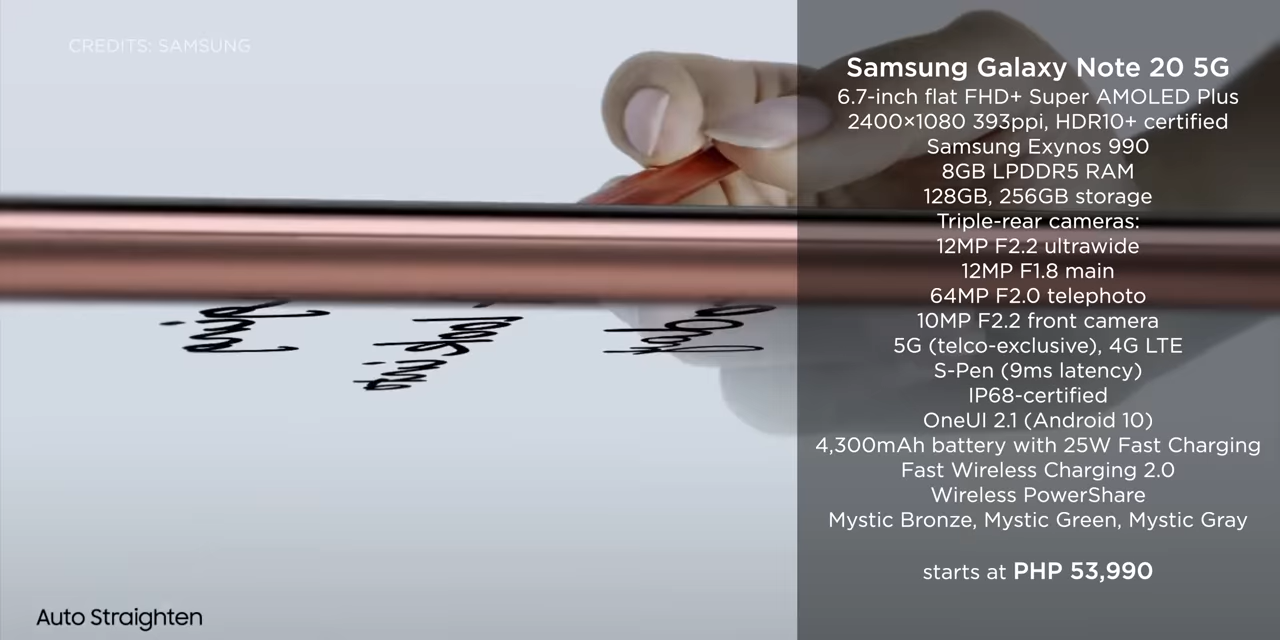 CREDITS: SAMSUNG
Samsung Galaxy Note 20 5G
6.7-inch flat FHD+ Super AMOLED Plus
2400×1080 393ppi, HDR10+ certified
Samsung Exynos 990
8GB LPDDR5 RAM
128GB, 256GB storage
Triple-rear cameras:
12MP F2.2 ultrawide
12MP F1.8 main
64MP F2.0 telephoto
10MP F2.2 front camera
5G (telco-exclusive), 4G LTE
S-Pen (9ms latency)
IP68-certified
OneUI 2.1 (Android 10)
4,300mAh battery with 25W Fast Charging
Fast Wireless Charging 2.0
Wireless PowerShare
Mystic Bronze, Mystic Green, Mystic Gray
starts at PHP 53,990
Auto Straighten